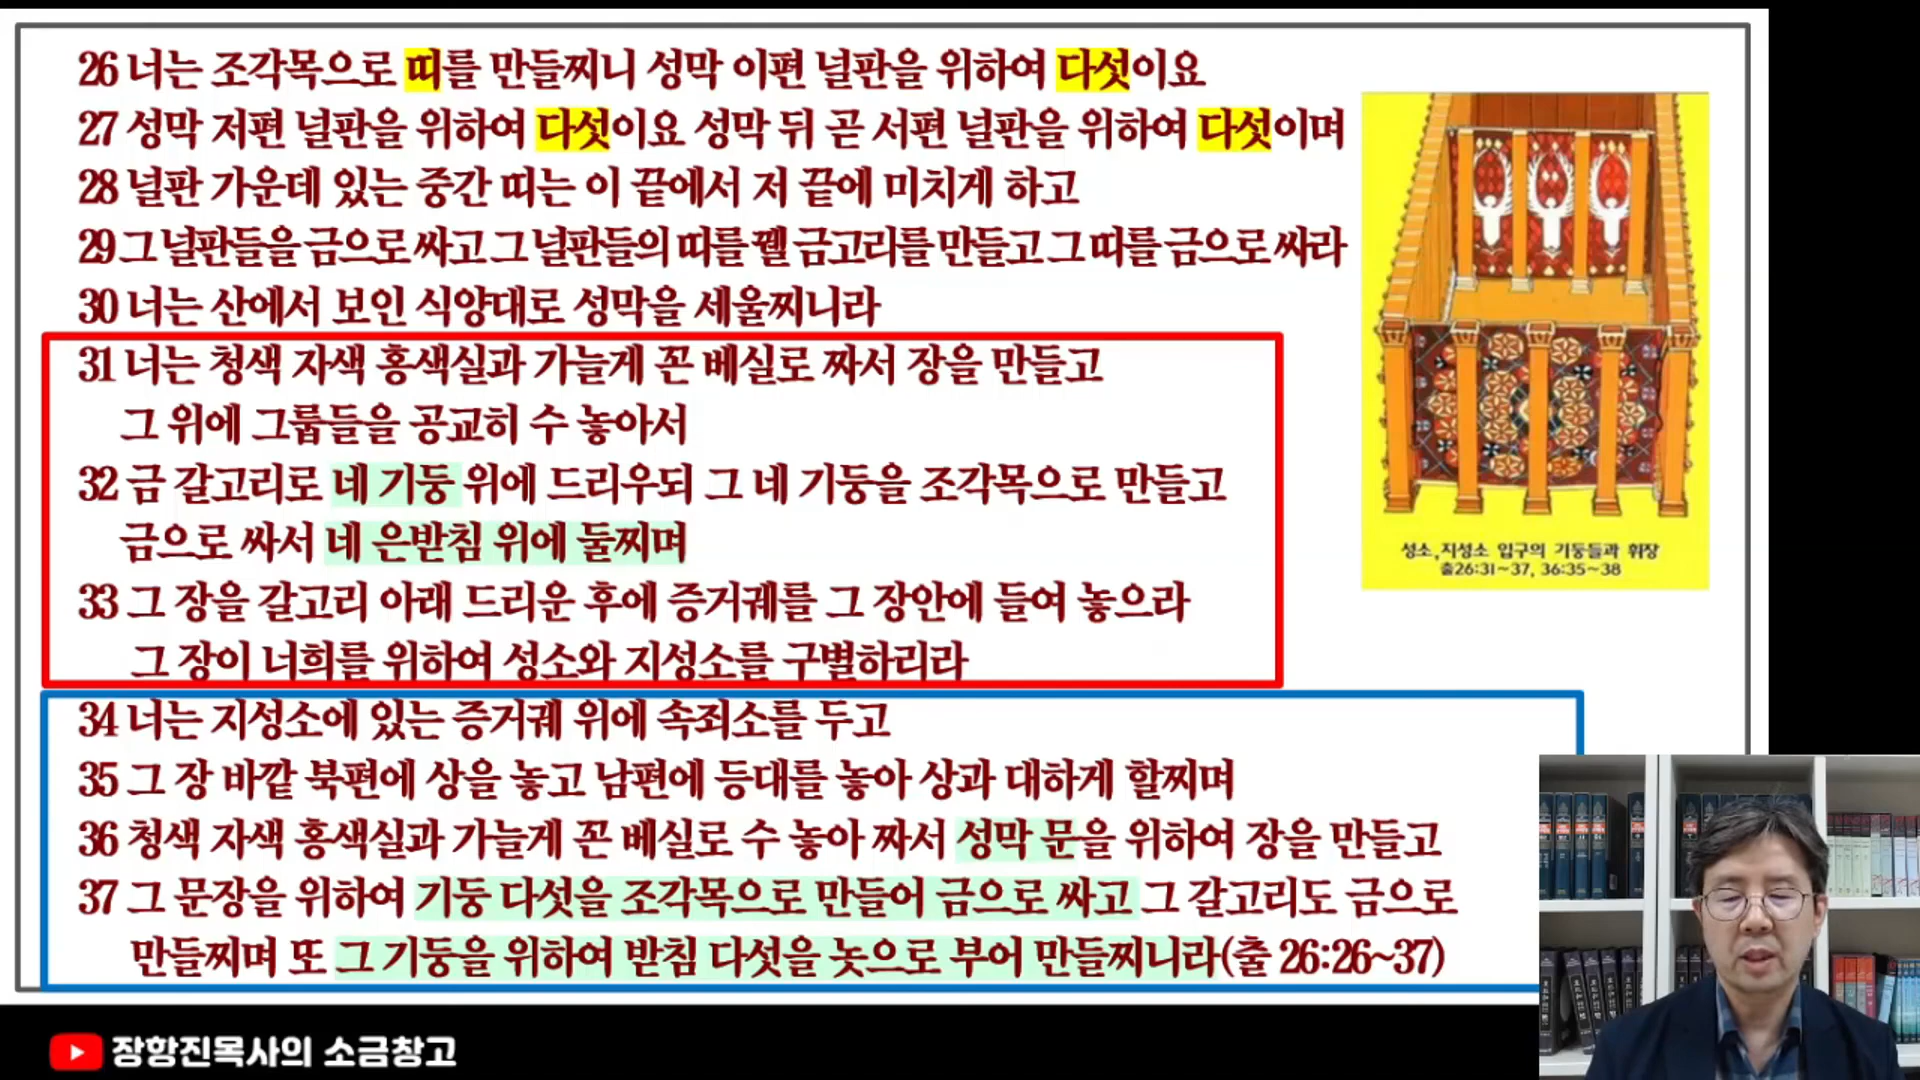 26 너는 조각목으로 띠를 만들찌니 성막 이편 널판을 위하여 다섯이요
27 성막 저편 널판을 위하여 다섯이요 성막 뒤 곧 서편 널판을 위하여 다섯이며
28 널판 가운데 있는 중간 띠는 이 끝에서 저 끝에 미치게 하고
29 그 널판들을 금으로 싸고 그 널판들의 띠를 꿸 금고리를 만들고 그 띠를 금으로 싸라
30 너는 산에서 보인 식양대로 성막을 세울찌니라
31 너는 청색 자색 홍색실과 가늘게 꼰 베실로 짜서 장을 만들고
그 위에 그룹들을 공교히 수 놓아서
32 금 갈고리로 네 기둥 위에 드리우되 그 네 기둥을 조각목으로 만들고
금으로 싸서 네 은받침 위에 둘찌며
33 그 장을 갈고리 아래 드리운 후에 증거궤를 그 장안에 들여 놓으라
그 장이 너희를 위하여 성소와 지성소를 구별하리라
34 너는 지성소에 있는 증거궤 위에 속죄소를 두고
35 그 장 바깥 북편에 상을 놓고 남편에 등대를 놓아 상과 대하게 할찌며
36 청색 자색 홍색실과 가늘게 꼰 베실로 수 놓아 짜서 성막 문을 위하여 장을 만들고
37 그 문장을 위하여 기둥 다섯을 조각목으로 만들어 금으로 싸고 그 갈고리도 금으로
만들찌며 또 그 기둥을 위하여 받침 다섯을 놋으로 부어 만들찌니라(출 26:26~37)
성소,지성소 입구의 기둥들과 휘장
출26:31~37, 36:35~38
장항진목사의 소금창고